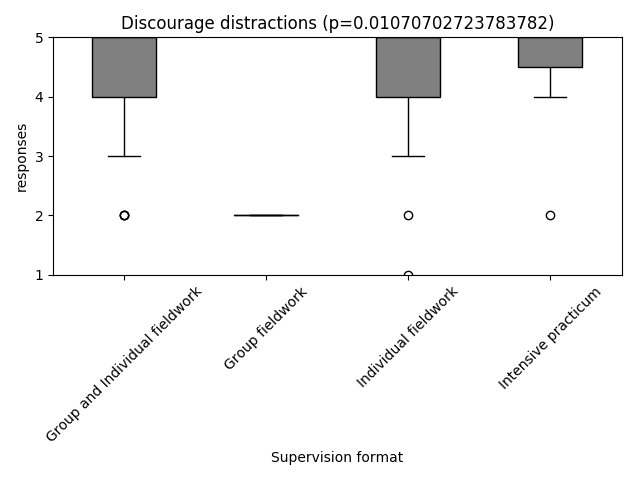 Discourage distractions (p=0.01070702723783782)
responses
5
4
3
2
1
Group and Individual fieldwork
Group fieldwork
Individual fieldwork
Intensive practicum
Supervision format